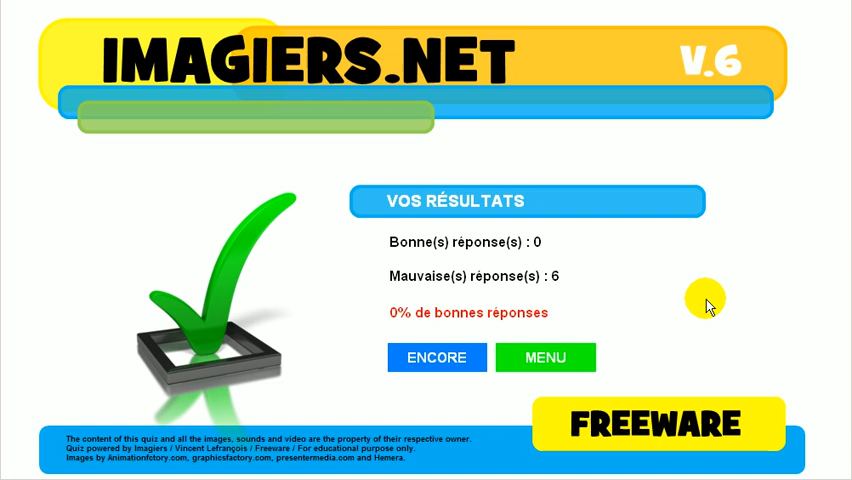 IMAGIERS.NET
V.6
VOS RÉSULTATS
Bonne(s) réponse(s) : 0
Mauvaise(s) réponse(s) : 6
0% de bonnes réponses
ENCORE
MENU
FREEWARE
The content of this quiz and all the images, sounds and video are the property of their respective owner.
Quiz powered by Imagiers / Vincent Lefrançois / Freeware / For educational purpose only.
Images by Animationfctory.com, graphicsfactory.com, presentermedia.com and Hemera.